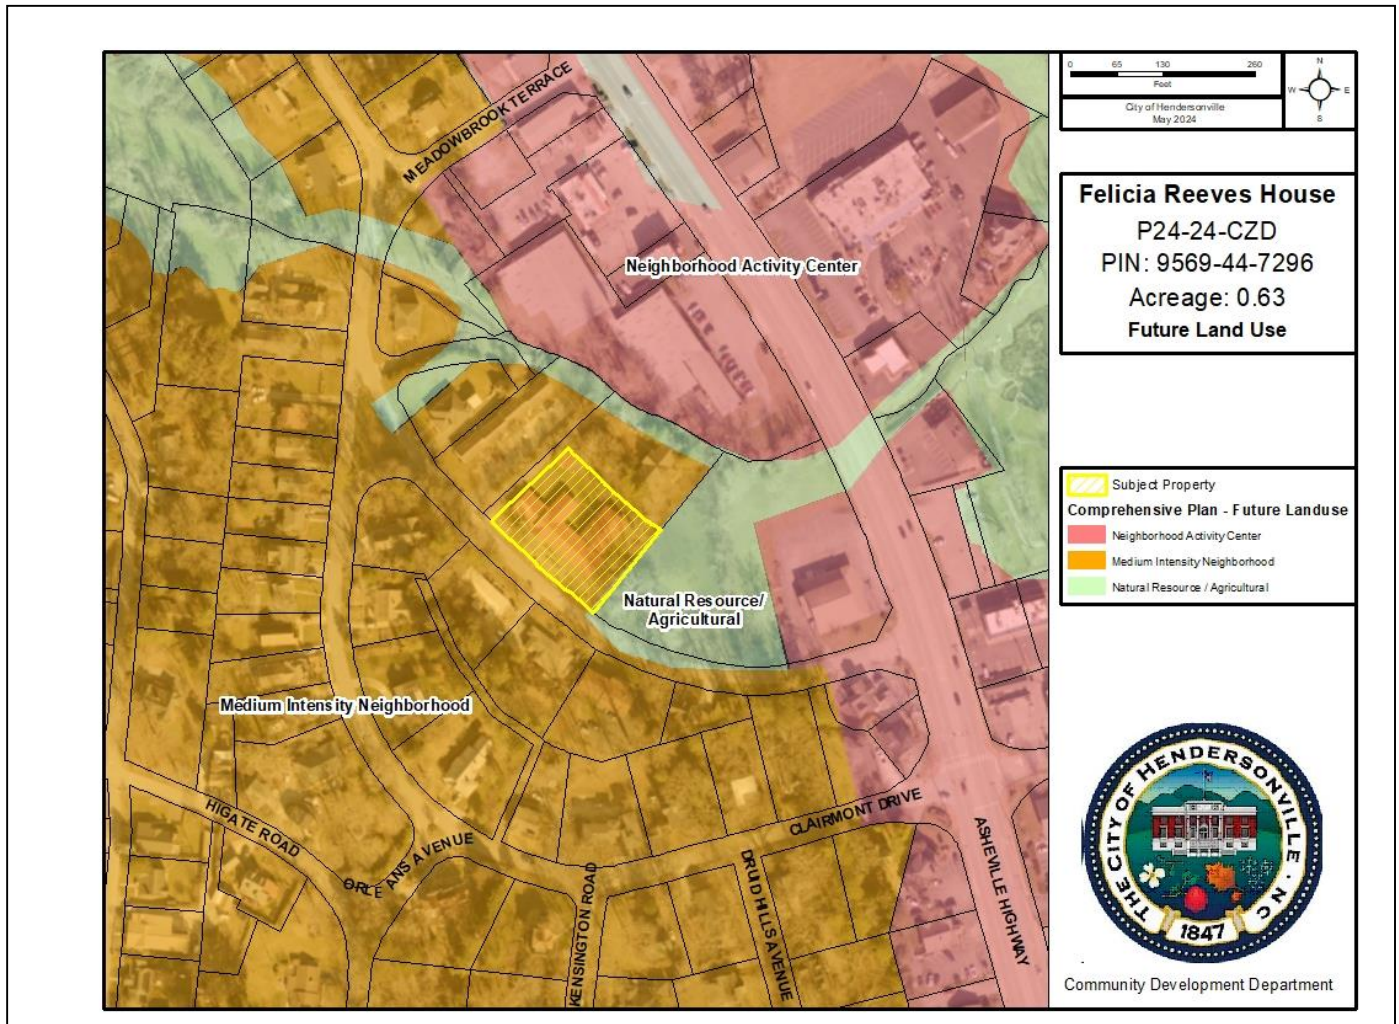 MEADOWBROOK TERRACE
Neighborhood Activity Center
Natural Resource/
Agricultural
Medium Intensity Neighborhood
HIGATE ROAD
ORLEANS AVENUE
KENSINGTON ROAD
DRUID HILLS AVENUE
CLAIRMONT DRIVE
ASHEVILLE HIGHWAY
0 65 130 260
Feet
N
W E
S
City of Hendersonville
May 2024
Felicia Reeves House
P24-24-CZD
PIN: 9569-44-7296
Acreage: 0.63
Future Land Use
Subject Property
Comprehensive Plan - Future Landuse
Neighborhood Activity Center
Medium Intensity Neighborhood
Natural Resource / Agricultural
THE CITY OF HENDERSONVILLE · NC
1847
Community Development Department